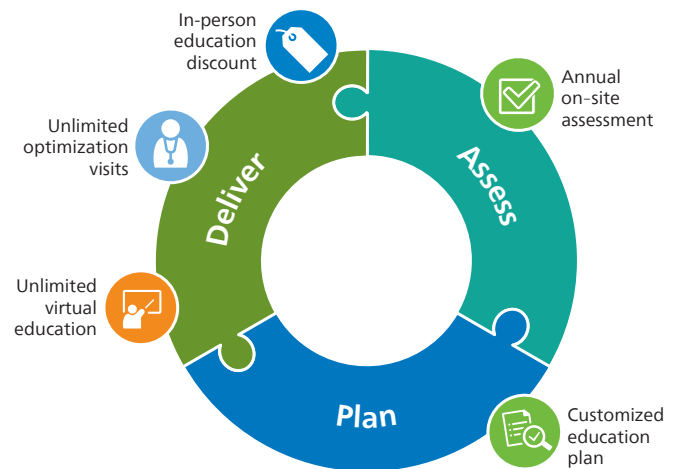 In-person
education
discount
Annual
on-site
assessment
Unlimited
optimization
visits
Deliver
Assess
Unlimited
virtual
education
Plan
Customized
education
plan